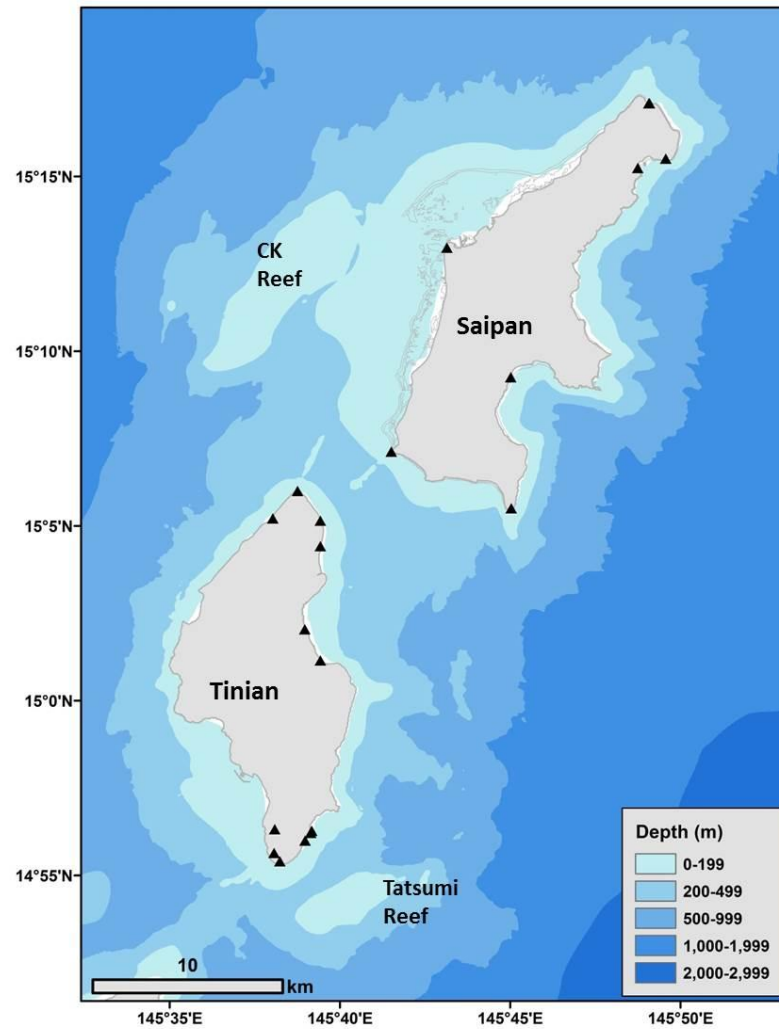 15°15'N
CK
Reef
Saipan
15°10'N
15°5'N
15°0'N
Tinian
14°55'N
Tatsumi
Reef
Depth (m)
0-199
200-499
500-999
1,000-1,999
2,000-2,999
10
km
145°35'E
145°40'E
145°45'E
145°50'E